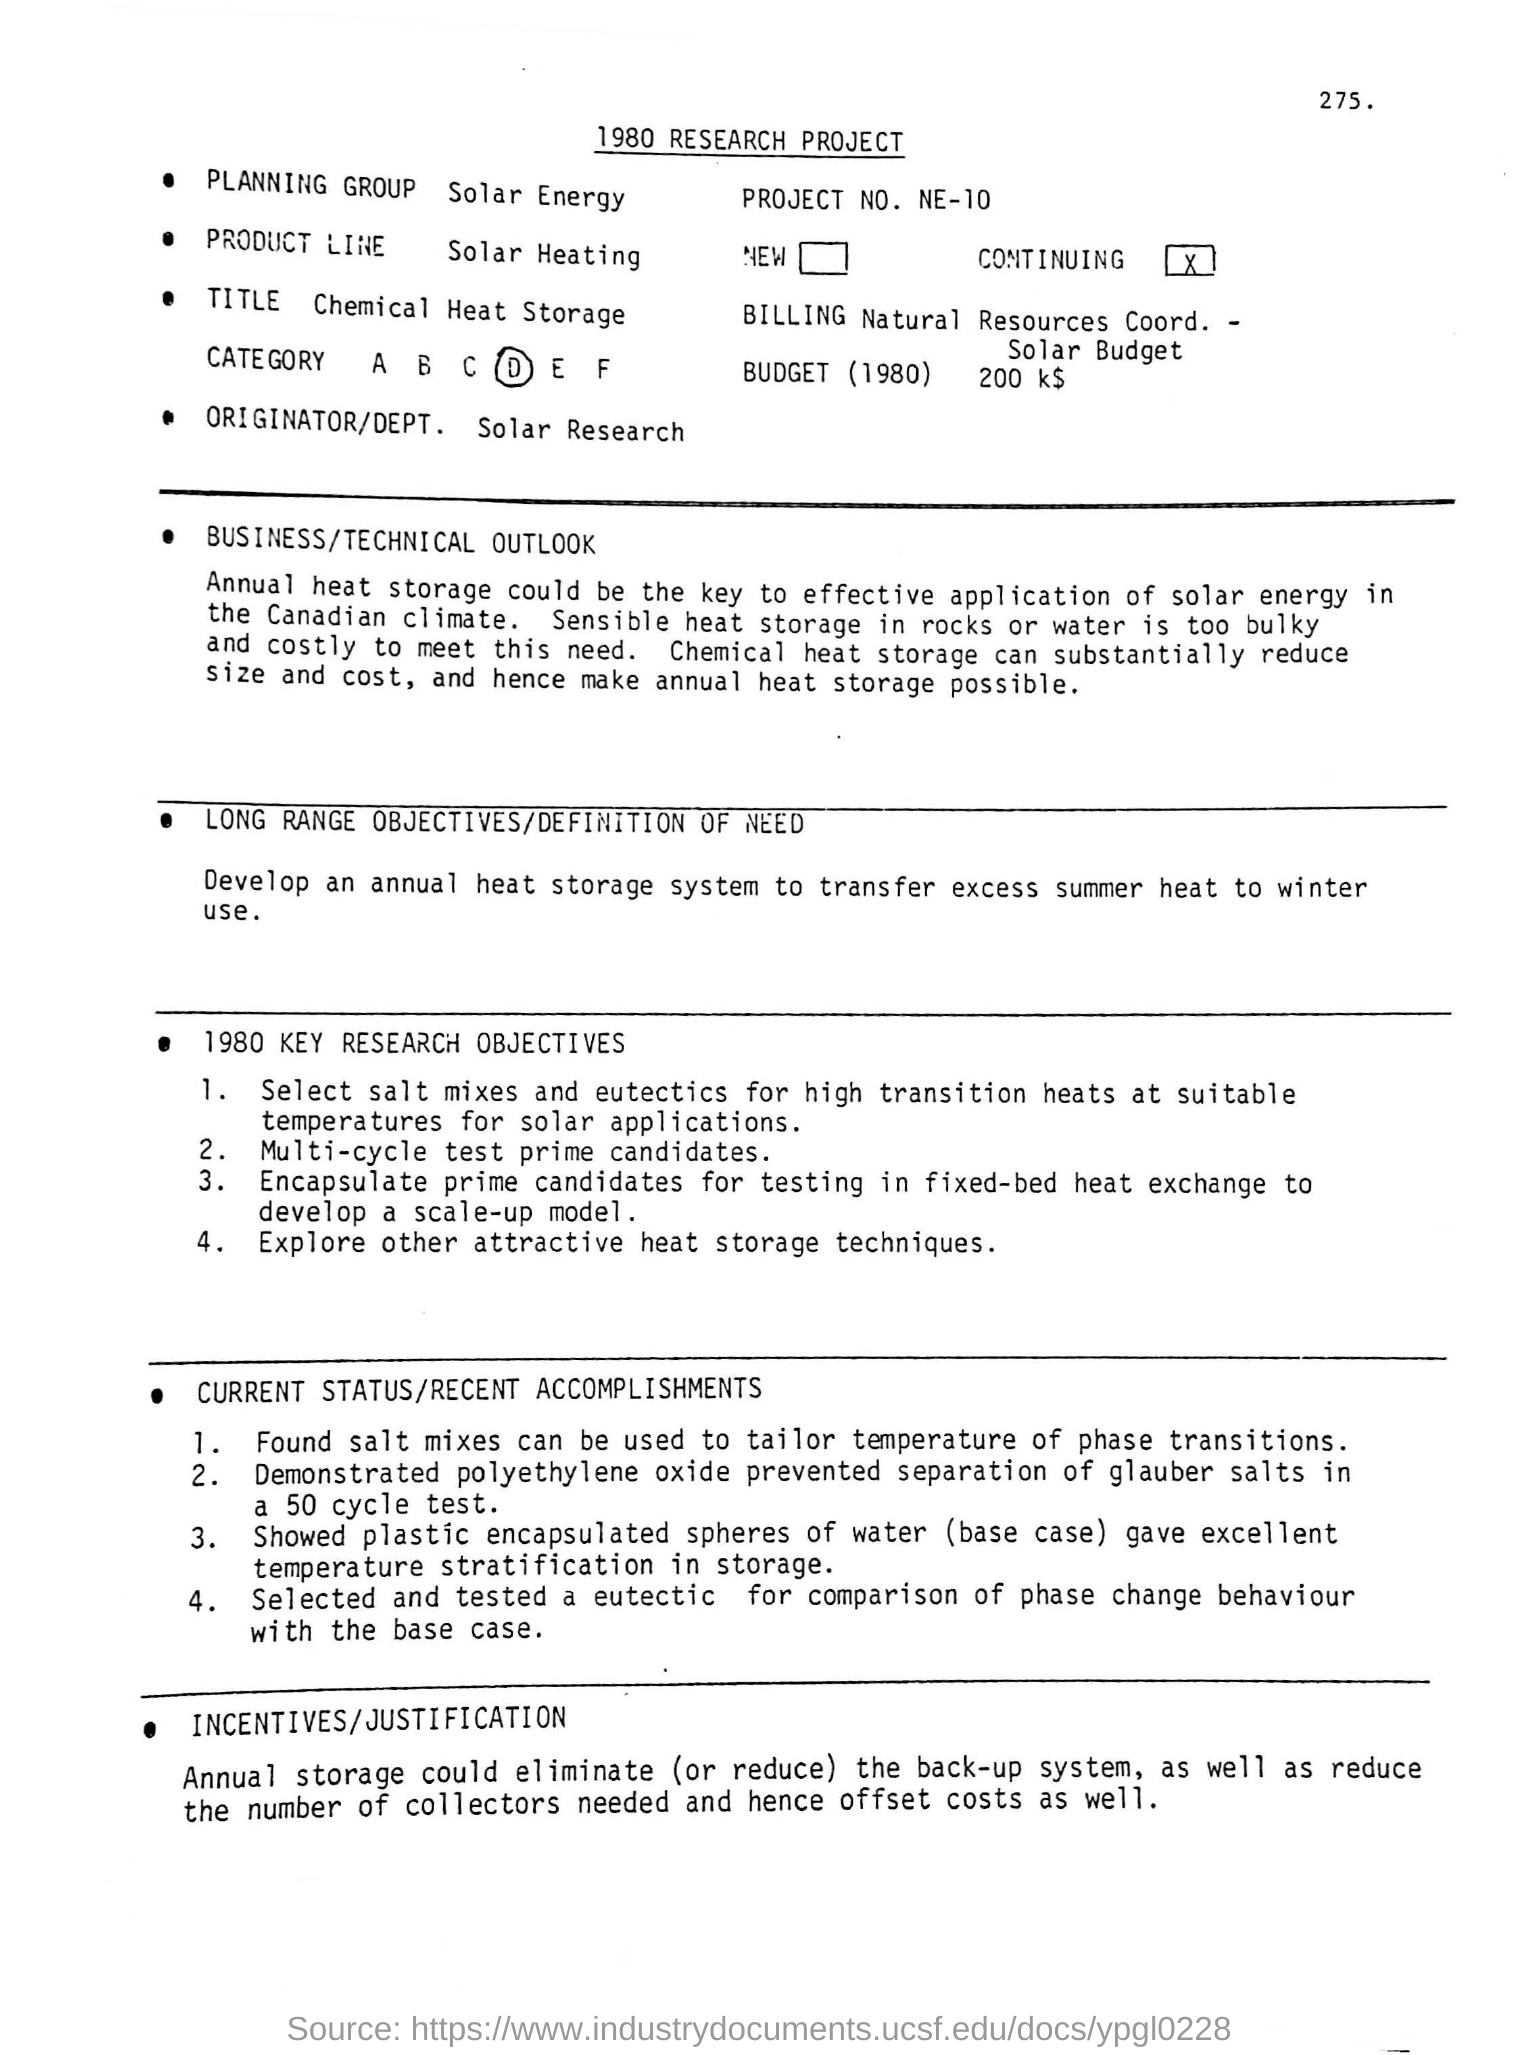 275.
1980 RESEARCH PROJECT
• PLANNING GROUP Solar Energy PROJECT NO. NE-10
• PRODUCT LINE Solar Heating NEW CONTINUING X
• TITLE Chemical Heat Storage BILLING Natural Resources Coord. -
Solar Budget
CATEGORY A B C D E F BUDGET (1980) 200 k$
• ORIGINATOR/DEPT. Solar Research
• BUSINESS/TECHNICAL OUTLOOK
Annual heat storage could be the key to effective application of solar energy in
the Canadian climate. Sensible heat storage in rocks or water is too bulky
and costly to meet this need. Chemical heat storage can substantially reduce
size and cost, and hence make annual heat storage possible.
• LONG RANGE OBJECTIVES/DEFINITION OF NEED
Develop an annual heat storage system to transfer excess summer heat to winter
use.
• 1980 KEY RESEARCH OBJECTIVES
1. Select salt mixes and eutectics for high transition heats at suitable
temperatures for solar applications.
2. Multi-cycle test prime candidates.
3. Encapsulate prime candidates for testing in fixed-bed heat exchange to
develop a scale-up model.
4. Explore other attractive heat storage techniques.
• CURRENT STATUS/RECENT ACCOMPLISHMENTS
1. Found salt mixes can be used to tailor temperature of phase transitions.
2. Demonstrated polyethylene oxide prevented separation of glauber salts in
a 50 cycle test.
3. Showed plastic encapsulated spheres of water (base case) gave excellent
temperature stratification in storage.
4. Selected and tested a eutectic for comparison of phase change behaviour
with the base case.
• INCENTIVES/JUSTIFICATION
Annual storage could eliminate (or reduce) the back-up system, as well as reduce
the number of collectors needed and hence offset costs as well.
Source: https://www.industrydocuments.ucsf.edu/docs/ypgl0228